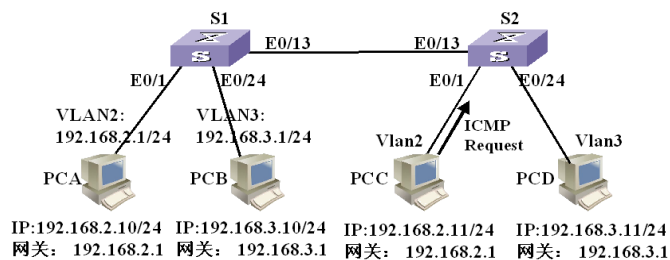 S1
S2
E0/13
E0/13
E0/1
E0/24
E0/1
E0/24
VLAN2:
192.168.2.1/24
VLAN3:
192.168.3.1/24
Vlan2
ICMP
Request
Vlan3
PCA
PCB
PCC
PCD
IP:192.168.2.10/24
网关： 192.168.2.1
IP:192.168.3.10/24
网关： 192.168.3.1
IP:192.168.2.11/24
网关： 192.168.2.1
IP:192.168.3.11/24
网关： 192.168.3.1